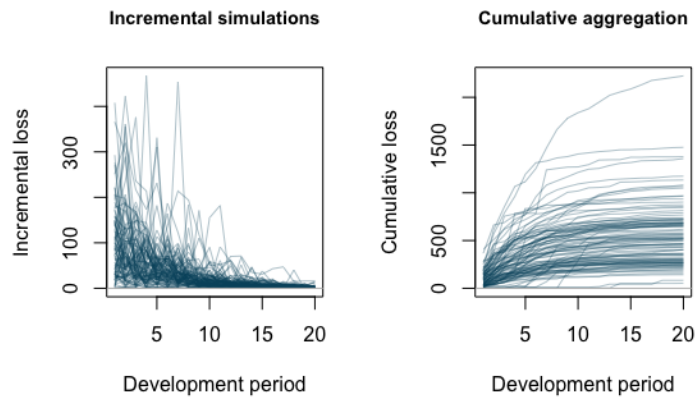 Incremental simulations
Incremental loss
0 100 300
5 10 15 20
Development period
Cumulative aggregation
Cumulative loss
0 500 1500
5 10 15 20
Development period